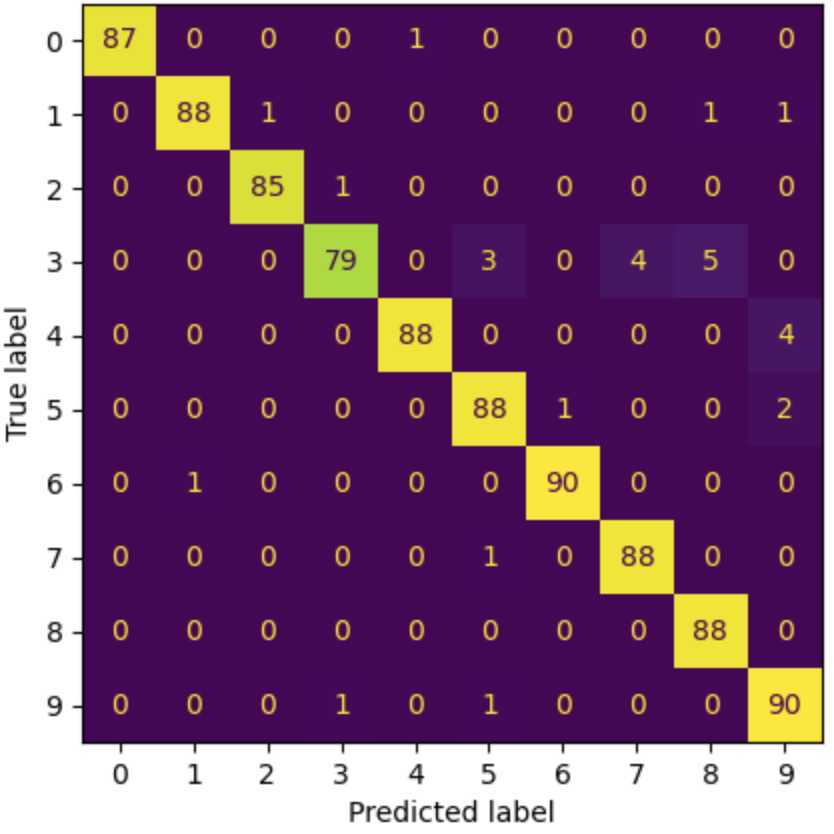 0 87 0 0 0 1 0 0 0 0 0
1 0 88 1 0 0 0 0 0 1 1
2 0 0 85 1 0 0 0 0 0 0
3 0 0 0 79 0 3 0 4 5 0
4 0 0 0 0 88 0 0 0 0 4
5 0 0 0 0 0 88 1 0 0 2
6 0 1 0 0 0 0 90 0 0 0
7 0 0 0 0 0 1 0 88 0 0
8 0 0 0 0 0 0 0 0 88 0
9 0 0 0 1 0 1 0 0 0 90
0 1 2 3 4 5 6 7 8 9
Predicted label
True label